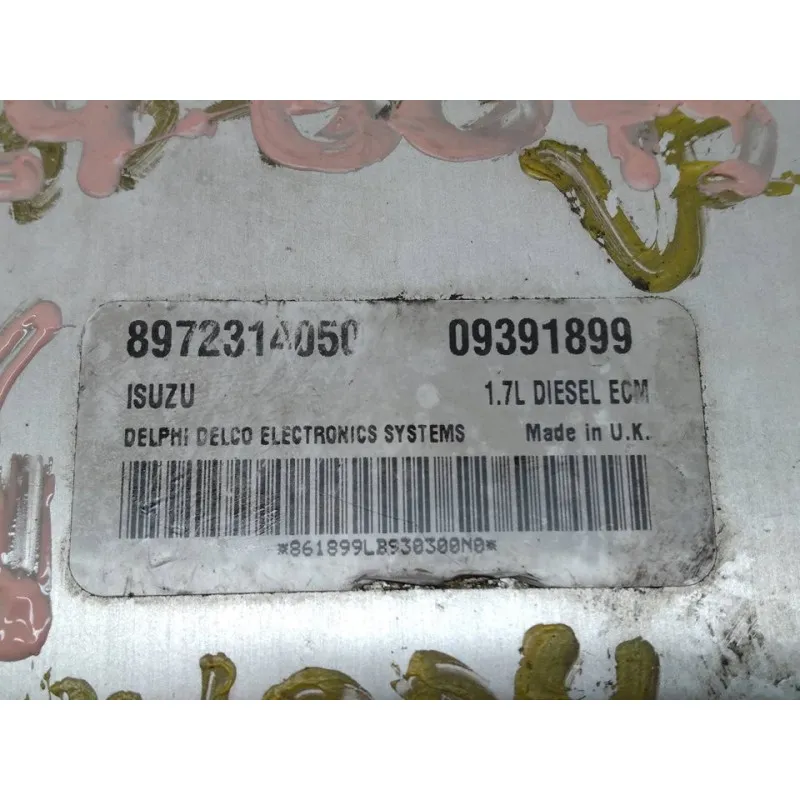 8972314050 09391899
ISUZU 1.7L DIESEL ECM
DELPHI DELCO ELECTRONICS SYSTEMS Made in U.K.
*861899LB930300N0*